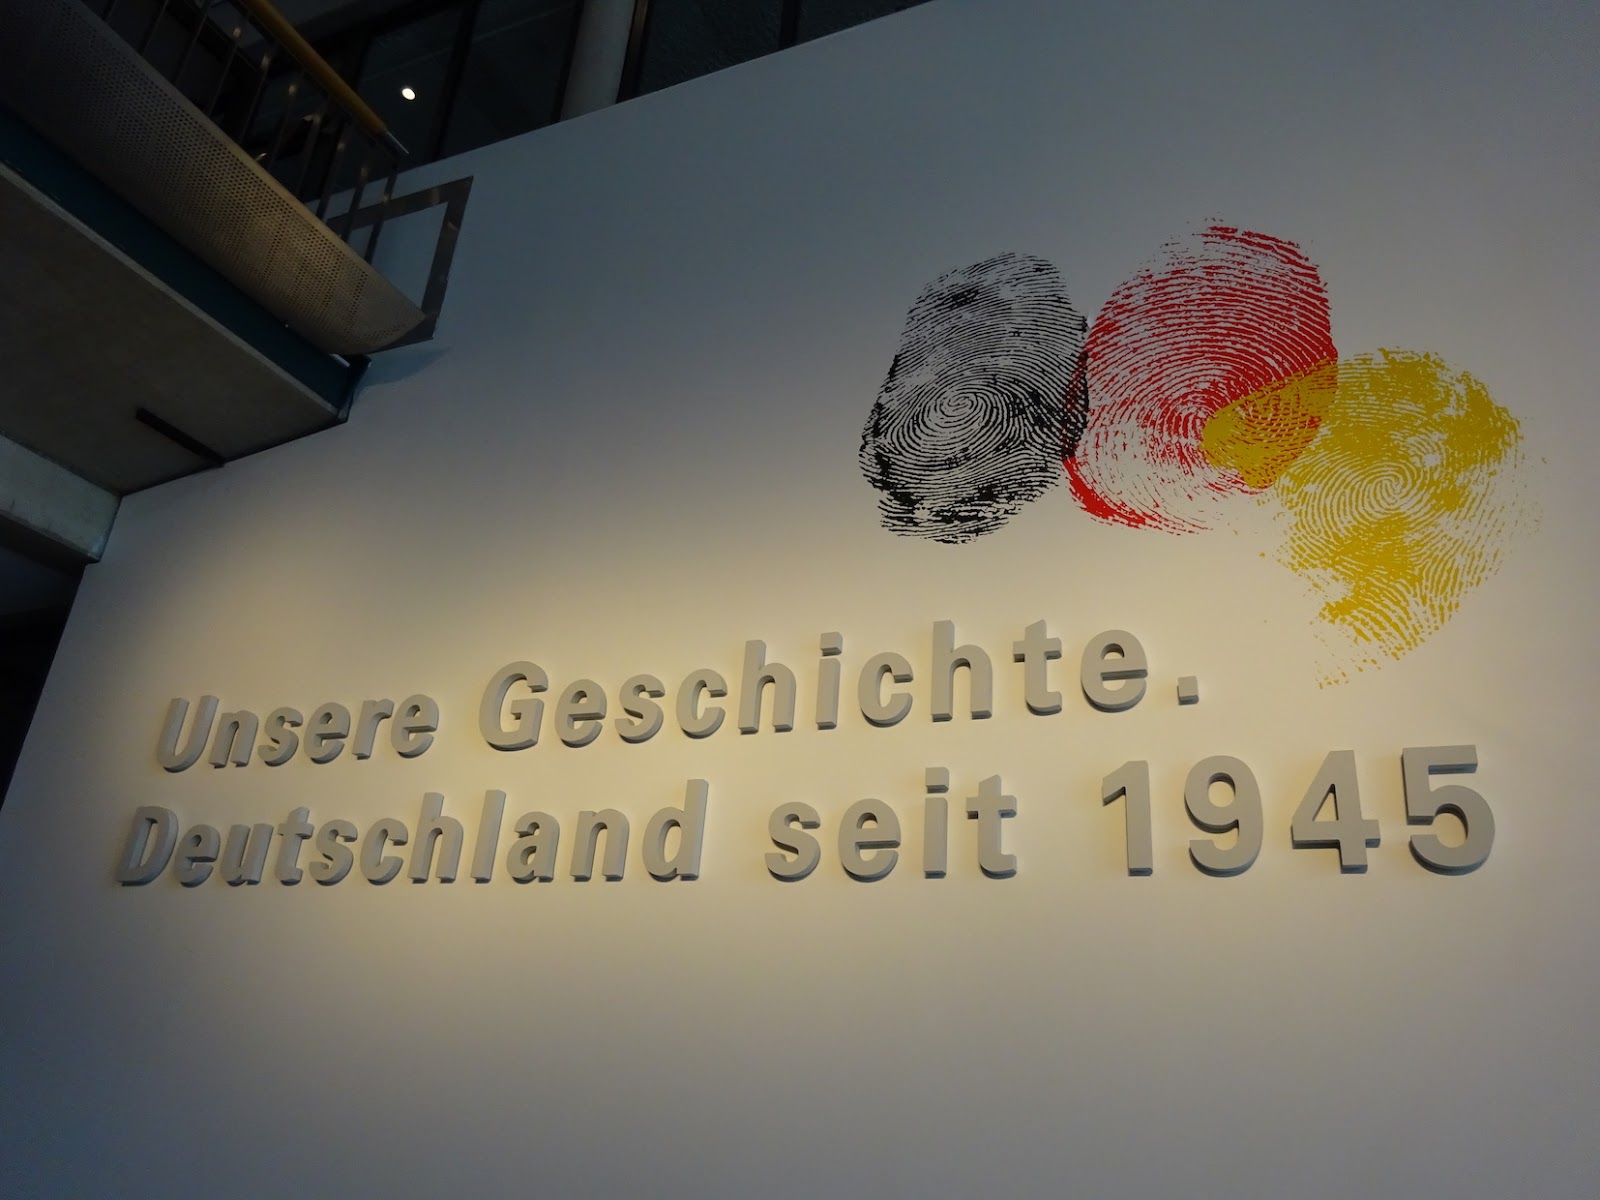 Unsere Geschichte.
Deutschland seit 1945